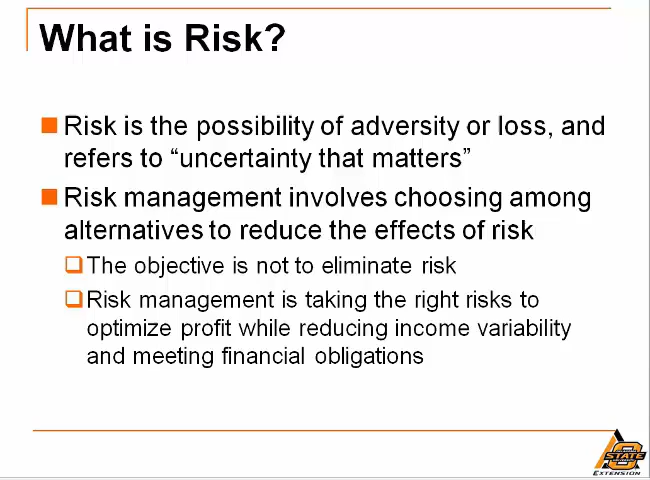 What is Risk?
Risk is the possibility of adversity or loss, and
refers to “uncertainty that matters”
Risk management involves choosing among
alternatives to reduce the effects of risk
The objective is not to eliminate risk
Risk management is taking the right risks to
optimize profit while reducing income variability
and meeting financial obligations
STATE
EXTENSION